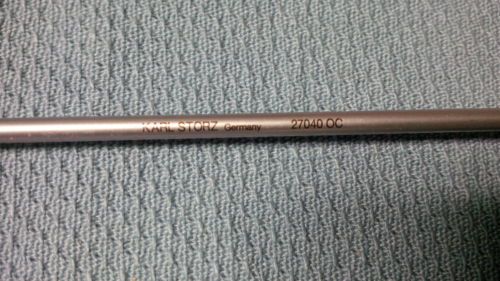 KARL STORZ Germany 27040 OC